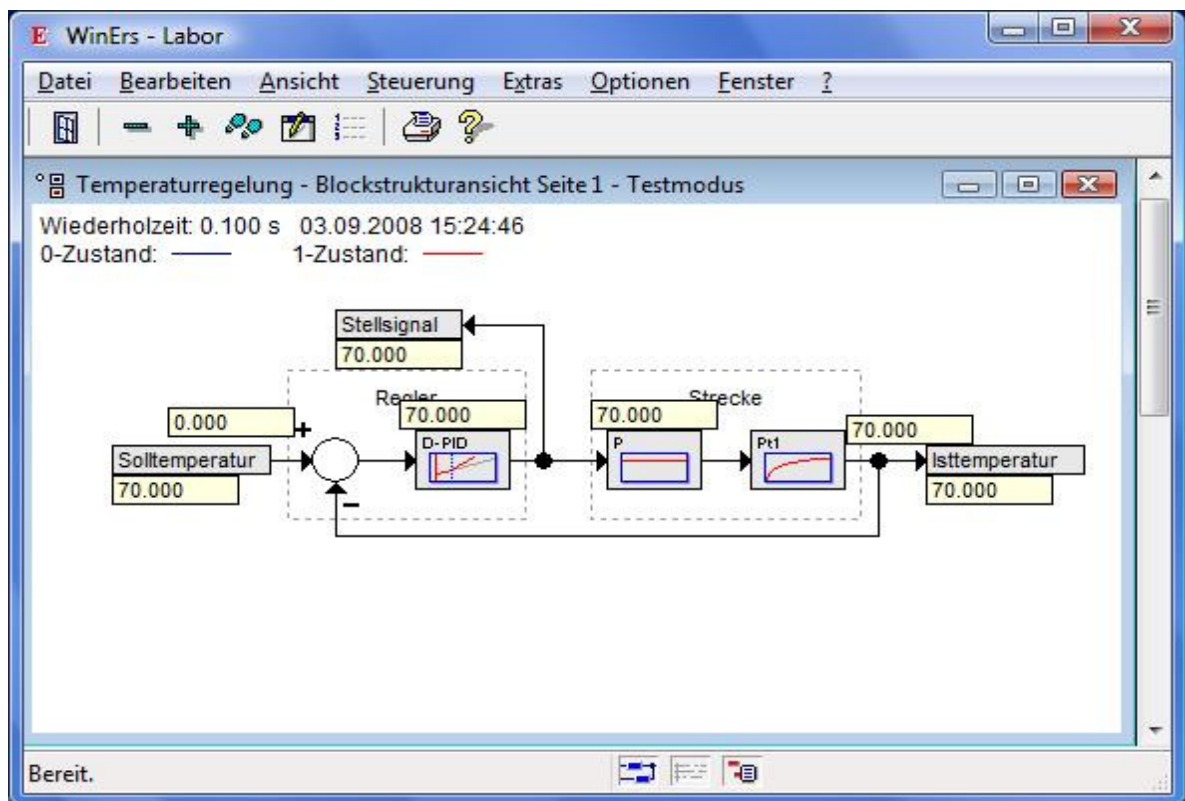 E WinErs - Labor
Datei Bearbeiten Ansicht Steuerung Extras Optionen Fenster ?
Temperaturregelung - Blockstrukturansicht Seite 1 - Testmodus
Wiederholzeit: 0.100 s 03.09.2008 15:24:46
0-Zustand: 1-Zustand:
Stellsignal
70.000
Regler
Strecke
0.000
+
70.000
70.000
70.000
Solltemperatur
D-PID
P
Pt1
Isttemperatur
70.000
70.000
−
Bereit.